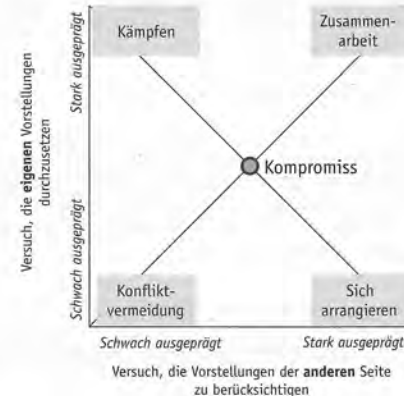 Versuch, die eigenen Vorstellungen
durchzusetzen
Stark ausgeprägt
Schwach ausgeprägt
Kämpfen
Zusammen-
arbeit
Kompromiss
Konflikt-
vermeidung
Sich
arrangieren
Schwach ausgeprägt
Stark ausgeprägt
Versuch, die Vorstellungen der anderen Seite
zu berücksichtigen